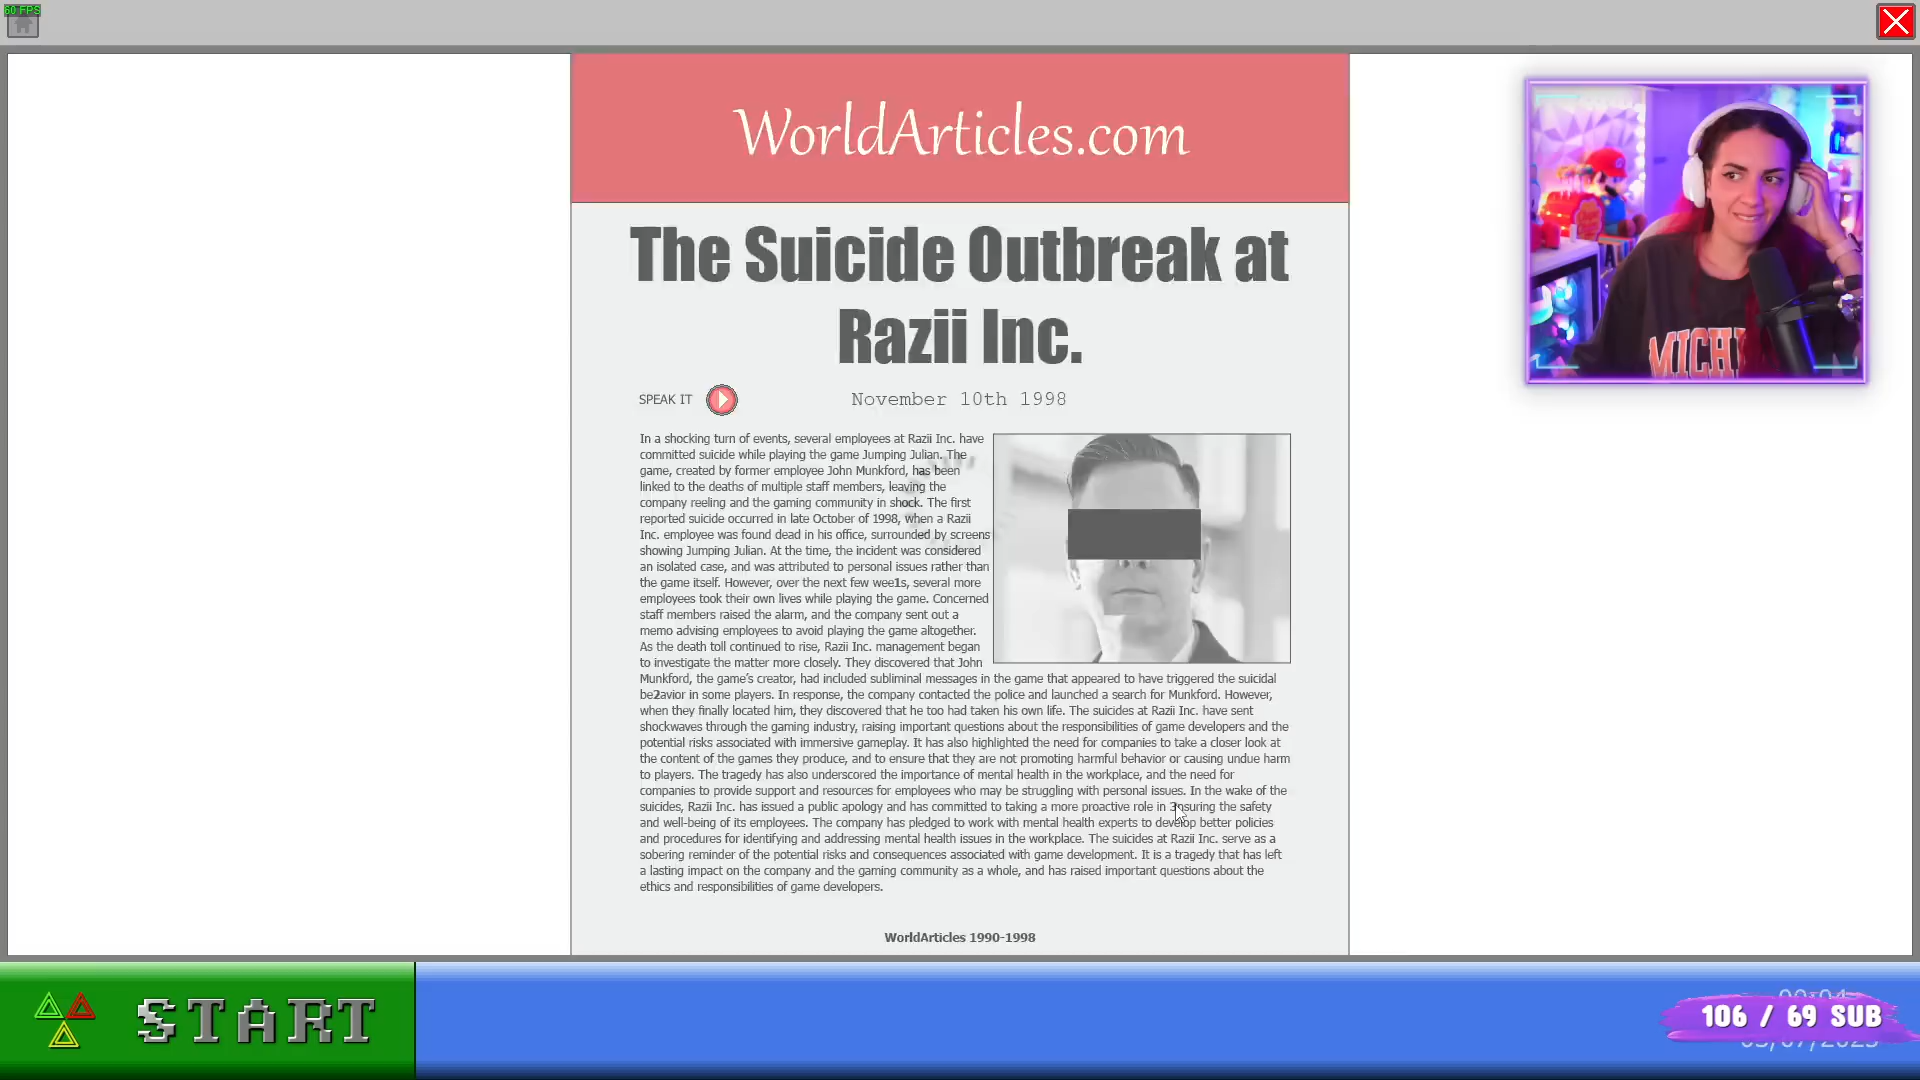 60 FPS
WorldArticles.com
The Suicide Outbreak at
Razii Inc.
SPEAK IT
November 10th 1998
In a shocking turn of events, several employees at Razii Inc. have
committed suicide while playing the game Jumping Julian. The
game, created by former employee John Munkford, has been
linked to the deaths of multiple staff members, leaving the
company reeling and the gaming community in shock. The first
reported suicide occurred in late October of 1998, when a Razii
Inc. employee was found dead in his office, surrounded by screens
showing Jumping Julian. At the time, the incident was considered
an isolated case, and was attributed to personal issues rather than
the game itself. However, over the next few wee1s, several more
employees took their own lives while playing the game. Concerned
staff members raised the alarm, and the company sent out a
memo advising employees to avoid playing the game altogether.
As the death toll continued to rise, Razii Inc. management began
to investigate the matter more closely. They discovered that John
Munkford, the game's creator, had included subliminal messages in the game that appeared to have triggered the suicidal
be2avior in some players. In response, the company contacted the police and launched a search for Munkford. However,
when they finally located him, they discovered that he too had taken his own life. The suicides at Razii Inc. have sent
shockwaves through the gaming industry, raising important questions about the responsibilities of game developers and the
potential risks associated with immersive gameplay. It has also highlighted the need for companies to take a closer look at
the content of the games they produce, and to ensure that they are not promoting harmful behavior or causing undue harm
to players. The tragedy has also underscored the importance of mental health in the workplace, and the need for
companies to provide support and resources for employees who may be struggling with personal issues. In the wake of the
suicides, Razii Inc. has issued a public apology and has committed to taking a more proactive role in 3nsuring the safety
and well-being of its employees. The company has pledged to work with mental health experts to develop better policies
and procedures for identifying and addressing mental health issues in the workplace. The suicides at Razii Inc. serve as a
sobering reminder of the potential risks and consequences associated with game development. It is a tragedy that has left
a lasting impact on the company and the gaming community as a whole, and has raised important questions about the
ethics and responsibilities of game developers.
WorldArticles 1990-1998
START
106 / 69 SUB